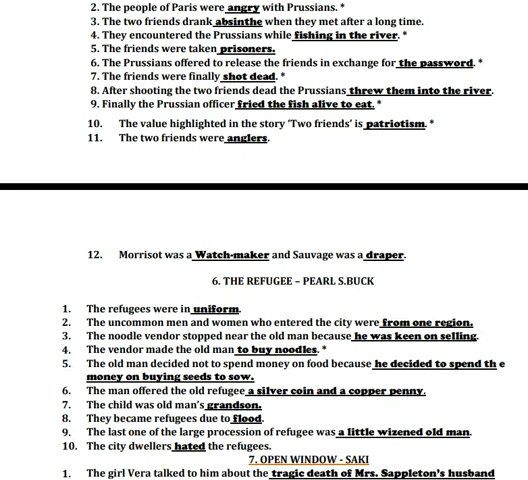 2. The people of Paris were angry with Prussians. *
3. The two friends drank absinthe when they met after a long time.
4. They encountered the Prussians while fishing in the river. *
5. The friends were taken prisoners.
6. The Prussians offered to release the friends in exchange for the password. *
7. The friends were finally shot dead. *
8. After shooting the two friends dead the Prussians threw them into the river.
9. Finally the Prussian officer fried the fish alive to eat. *
10. The value highlighted in the story 'Two friends' is patriotism. *
11. The two friends were anglers.
12. Morrisot was a Watch-maker and Sauvage was a draper.
6. THE REFUGEE – PEARL S.BUCK
1. The refugees were in uniform.
2. The uncommon men and women who entered the city were from one region.
3. The noodle vendor stopped near the old man because he was keen on selling.
4. The vendor made the old man to buy noodles. *
5. The old man decided not to spend money on food because he decided to spend th e
money on buying seeds to sow.
6. The man offered the old refugee a silver coin and a copper penny.
7. The child was old man's grandson.
8. They became refugees due to flood.
9. The last one of the large procession of refugee was a little wizened old man.
10. The city dwellers hated the refugees.
7. OPEN WINDOW - SAKI
1. The girl Vera talked to him about the tragic death of Mrs. Sappleton's husband